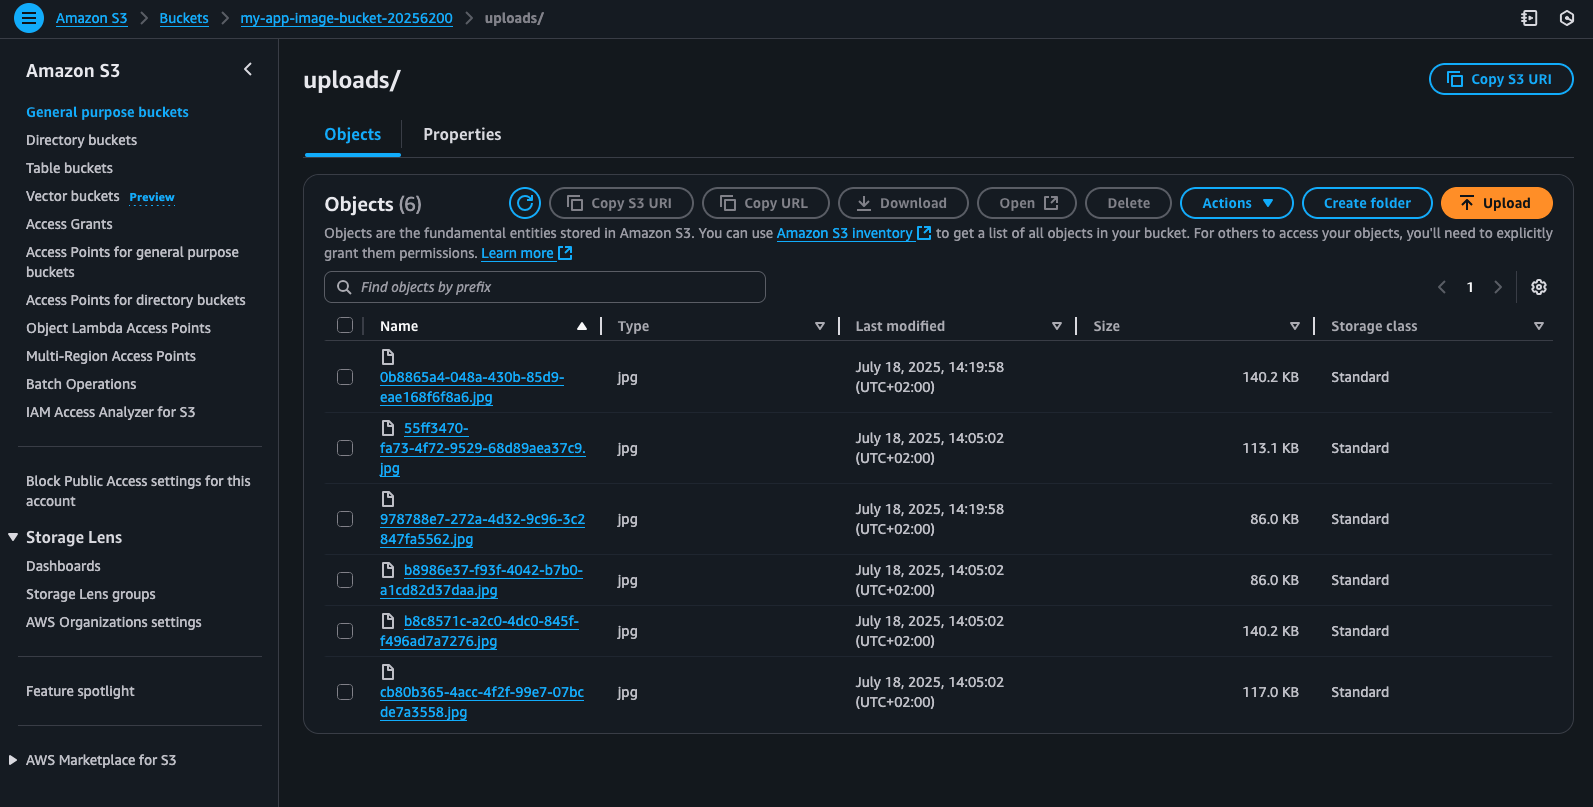 Amazon S3 > Buckets > my-app-image-bucket-20256200 > uploads/
Amazon S3
General purpose buckets
Directory buckets
Table buckets
Vector buckets Preview
Access Grants
Access Points for general purpose
buckets
Access Points for directory buckets
Object Lambda Access Points
Multi-Region Access Points
Batch Operations
IAM Access Analyzer for S3
Block Public Access settings for this
account
Storage Lens
Dashboards
Storage Lens groups
AWS Organizations settings
Feature spotlight
AWS Marketplace for S3
uploads/
Copy S3 URI
Objects Properties
Objects (6) Copy S3 URI Copy URL Download Open Delete Actions Create folder Upload
Objects are the fundamental entities stored in Amazon S3. You can use Amazon S3 inventory to get a list of all objects in your bucket. For others to access your objects, you'll need to explicitly
grant them permissions. Learn more
Find objects by prefix
1
Name Type Last modified Size Storage class
0b8865a4-048a-430b-85d9-
eae168f6f8a6.jpg
jpg
July 18, 2025, 14:19:58
(UTC+02:00)
140.2 KB
Standard
55ff3470-
fa73-4f72-9529-68d89aea37c9.
jpg
jpg
July 18, 2025, 14:05:02
(UTC+02:00)
113.1 KB
Standard
978788e7-272a-4d32-9c96-3c2
847fa5562.jpg
jpg
July 18, 2025, 14:19:58
(UTC+02:00)
86.0 KB
Standard
b8986e37-f93f-4042-b7b0-
a1cd82d37daa.jpg
jpg
July 18, 2025, 14:05:02
(UTC+02:00)
86.0 KB
Standard
b8c8571c-a2c0-4dc0-845f-
f496ad7a7276.jpg
jpg
July 18, 2025, 14:05:02
(UTC+02:00)
140.2 KB
Standard
cb80b365-4acc-4f2f-99e7-07bc
de7a3558.jpg
jpg
July 18, 2025, 14:05:02
(UTC+02:00)
117.0 KB
Standard